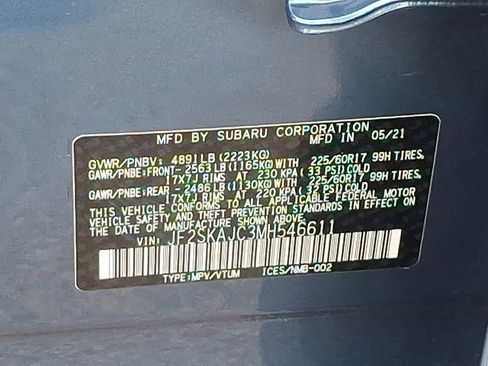 MFD BY SUBARU CORPORATION
MFD IN 05/21
GVWR/PNBV: 4891LB(2223KG)
GAWR/PNBE:FRONT-2563LB(1165KG)WITH 225/60R17 99H TIRES,
17X7J RIMS AT 230 KPA(33 PSI)COLD
GAWR/PNBE:REAR-2486LB(1130KG)WITH 225/60R17 99H TIRES,
17X7J RIMS AT 220 KPA(32 PSI)COLD
THIS VEHICLE CONFORMS TO ALL APPLICABLE FEDERAL MOTOR
VEHICLE SAFETY AND THEFT PREVENTION STANDARDS IN EFFECT ON
THE DATE OF MANUFACTURE SHOWN ABOVE.
VIN: JF2SKAJC3MH546611
TYPE:MPV/VTUM ICES/NMB-002